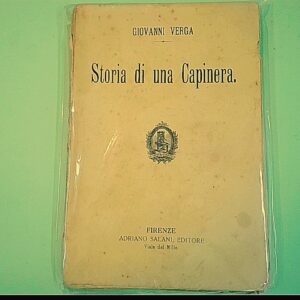 GIOVANNI VERGA
Storia di una Capinera.
FIRENZE
ADRIANO SALANI, EDITORE
Viale dei Mille